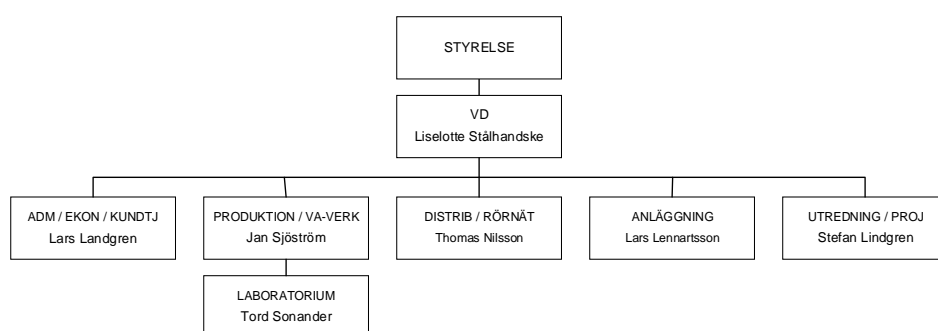 STYRELSE
VD
Liselotte Stålhandske
ADM / EKON / KUNDTJ
Lars Landgren
PRODUKTION / VA-VERK
Jan Sjöström
DISTRIB / RÖRNÄT
Thomas Nilsson
ANLÄGGNING
Lars Lennartsson
UTREDNING / PROJ
Stefan Lindgren
LABORATORIUM
Tord Sonander